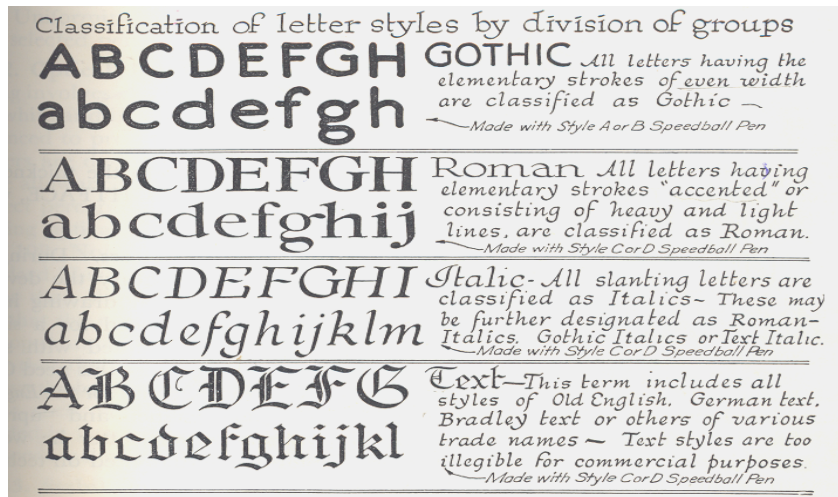 Classification of letter styles by division of groups
ABCDEFGH
abcdefgh
GOTHIC All letters having the
elementary strokes of even width
are classified as Gothic —
Made with Style A or B Speedball Pen
ABCDEFGH
abcdefghij
Roman All letters having
elementary strokes "accented" or
consisting of heavy and light
lines, are classified as Roman.
Made with Style C or D Speedball Pen
ABCDEFGHI
abcdefghijklm
Italic - All slanting letters are
classified as Italics ~ These may
be further designated as Roman-
Italics, Gothic Italics or Text Italic.
Made with Style C or D Speedball Pen
ABCDEFG
abcdefghijkl
Text — This term includes all
styles of Old English, German text,
Bradley text or others of various
trade names — Text styles are too
illegible for commercial purposes.
Made with Style C or D Speedball Pen